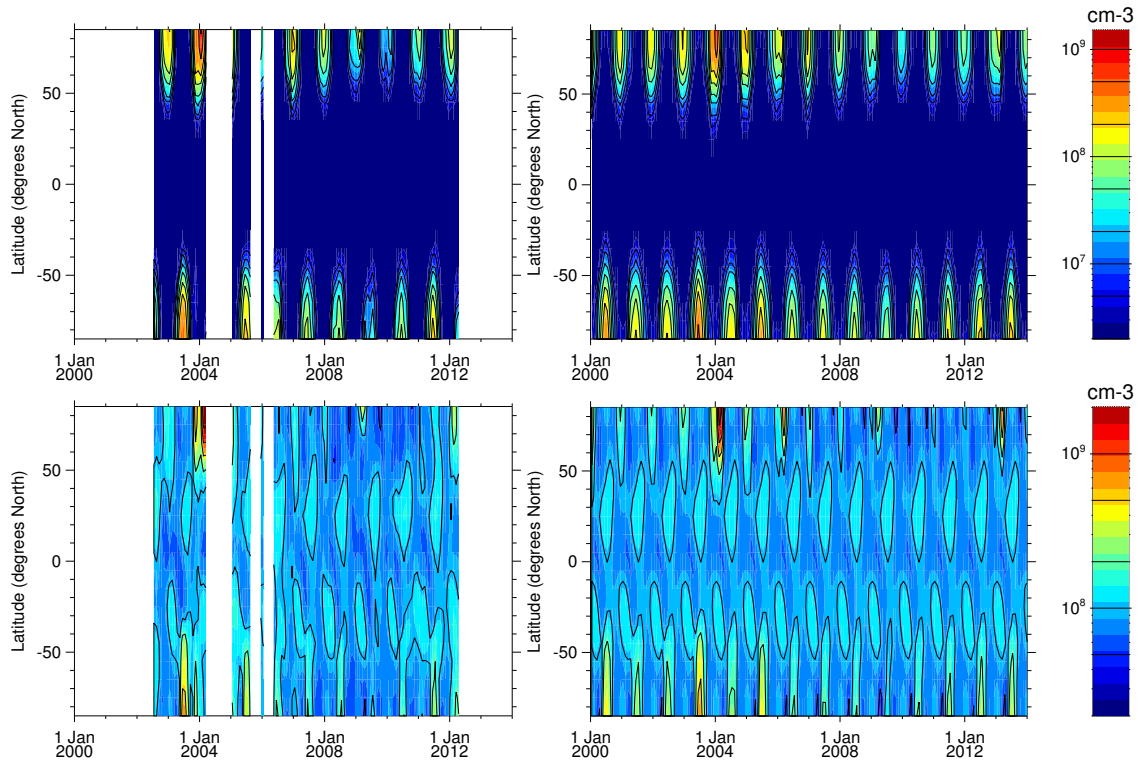 cm-3
Latitude (degrees North)
50
0
-50
1 Jan 2000
1 Jan 2004
1 Jan 2008
1 Jan 2012
Latitude (degrees North)
50
0
-50
1 Jan 2000
1 Jan 2004
1 Jan 2008
1 Jan 2012
10⁹
10⁸
10⁷
cm-3
Latitude (degrees North)
50
0
-50
1 Jan 2000
1 Jan 2004
1 Jan 2008
1 Jan 2012
Latitude (degrees North)
50
0
-50
1 Jan 2000
1 Jan 2004
1 Jan 2008
1 Jan 2012
10⁹
10⁸